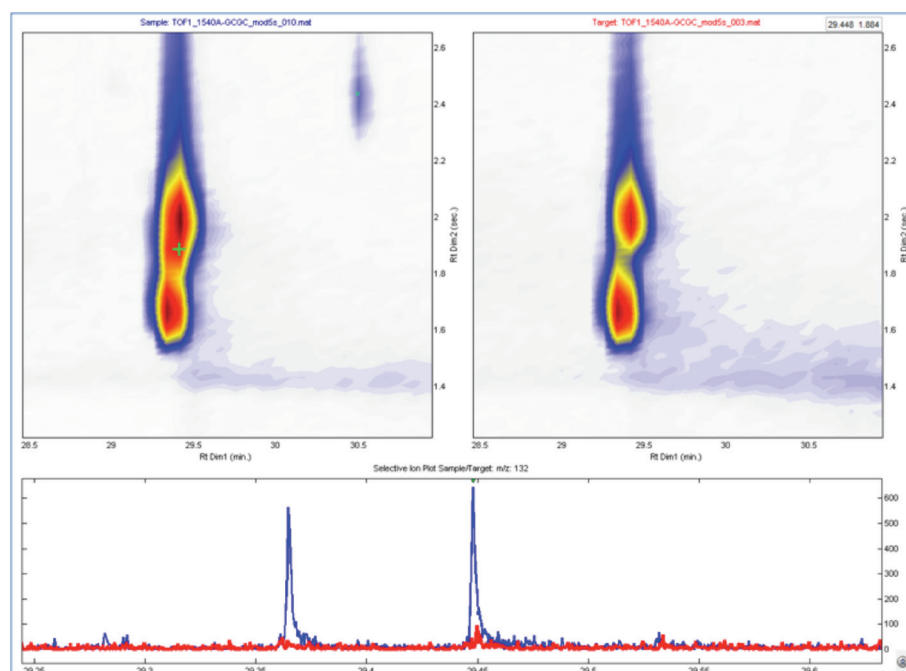 Sample: TOF1_1540A-GCGC_mod5s_010.mat
Target: TOF1_1540A-GCGC_mod5s_003.mat
29.448 1.884
2.6
2.4
2.2
2
1.8
1.6
1.4
Rt Dim2 (sec.)
28.5 29 29.5 30 30.5
Rt Dim1 (min.)
2.6
2.4
2.2
2
1.8
1.6
1.4
Rt Dim2 (sec.)
28.5 29 29.5 30 30.5
Rt Dim1 (min.)
Selective Ion Plot Sample/Target: m/z: 132
600
500
400
300
200
100
0